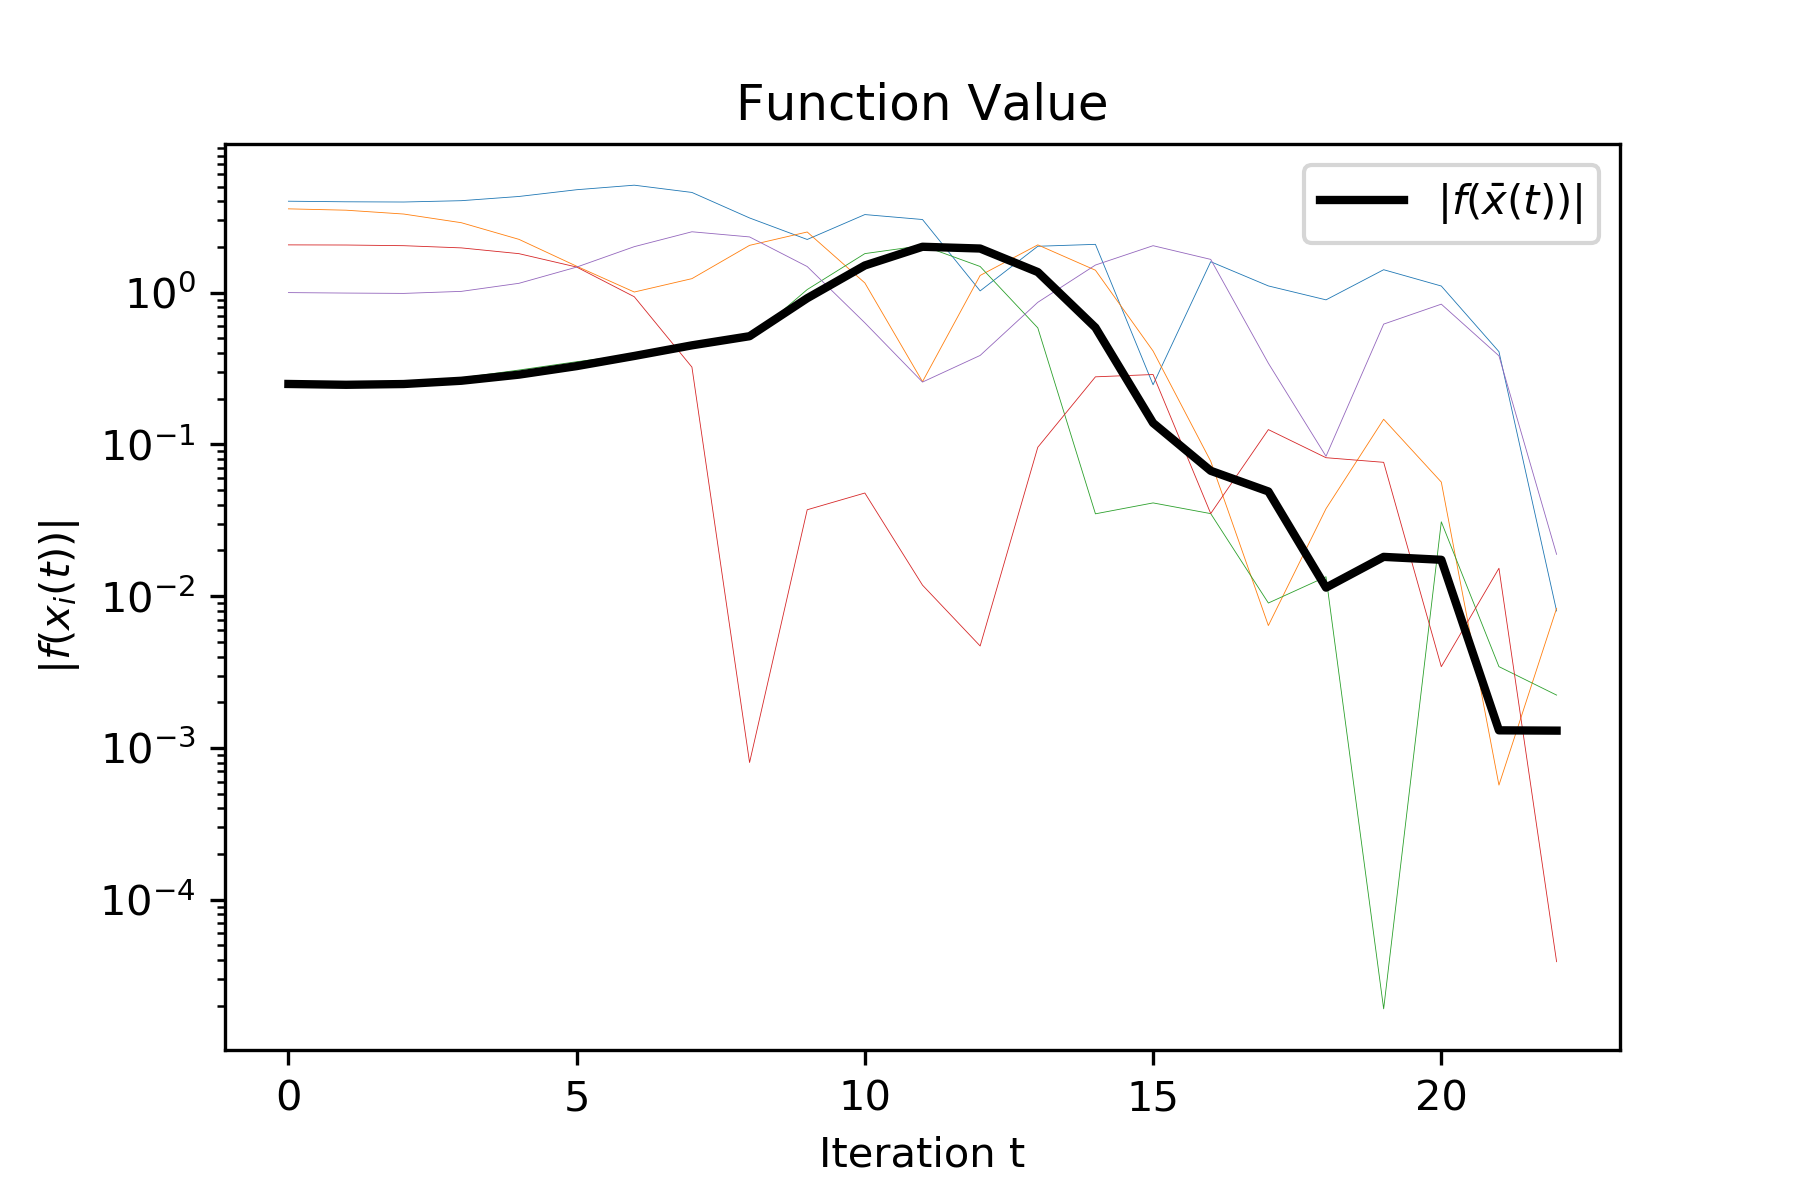 Function Value
|f(x̄(t))|
|f(xᵢ(t))|
10⁰
10⁻¹
10⁻²
10⁻³
10⁻⁴
0 5 10 15 20
Iteration t